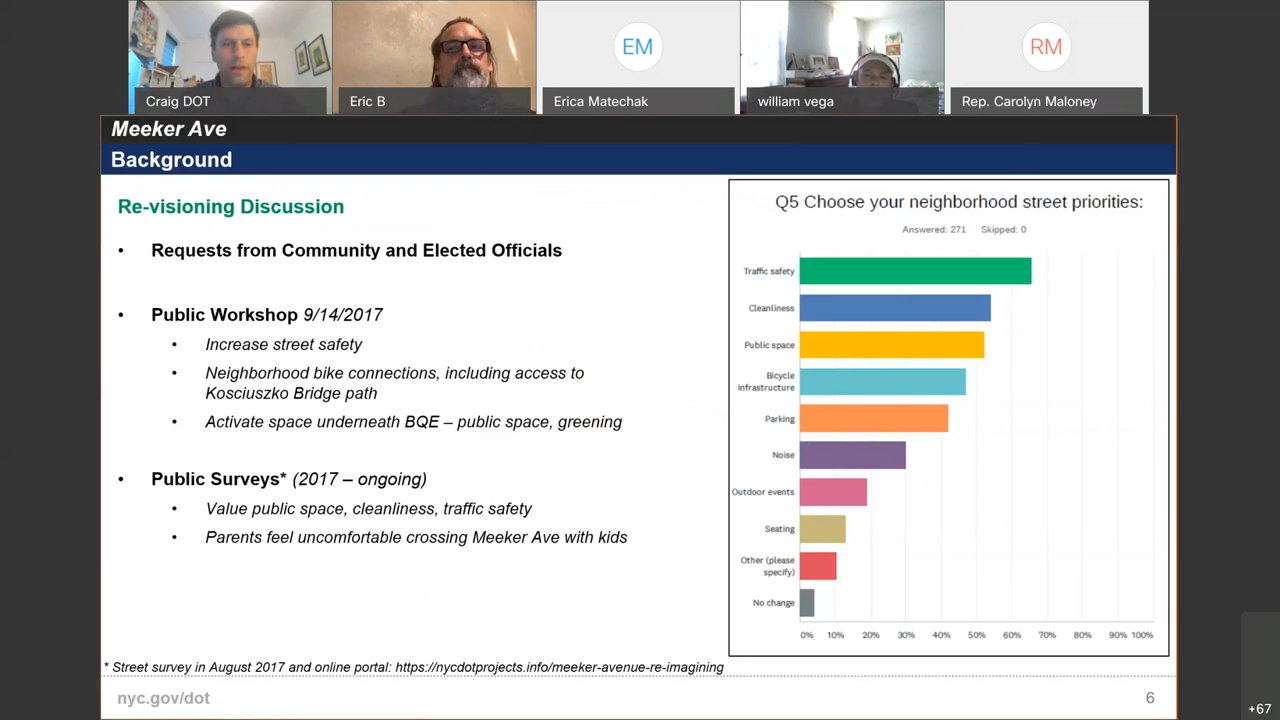 EM
RM
Craig DOT
Eric B
Erica Matechak
william vega
Rep. Carolyn Maloney
Meeker Ave
Background
Re-visioning Discussion
• Requests from Community and Elected Officials
• Public Workshop 9/14/2017
• Increase street safety
• Neighborhood bike connections, including access to
Kosciuszko Bridge path
• Activate space underneath BQE – public space, greening
• Public Surveys* (2017 – ongoing)
• Value public space, cleanliness, traffic safety
• Parents feel uncomfortable crossing Meeker Ave with kids
Q5 Choose your neighborhood street priorities:
Answered: 271 Skipped: 0
Traffic safety
Cleanliness
Public space
Bicycle
Infrastructure
Parking
Noise
Outdoor events
Seating
Other (please
specify)
No change
0% 10% 20% 30% 40% 50% 60% 70% 80% 90% 100%
* Street survey in August 2017 and online portal: https://nycdotprojects.info/meeker-avenue-re-imagining
nyc.gov/dot
6
+67